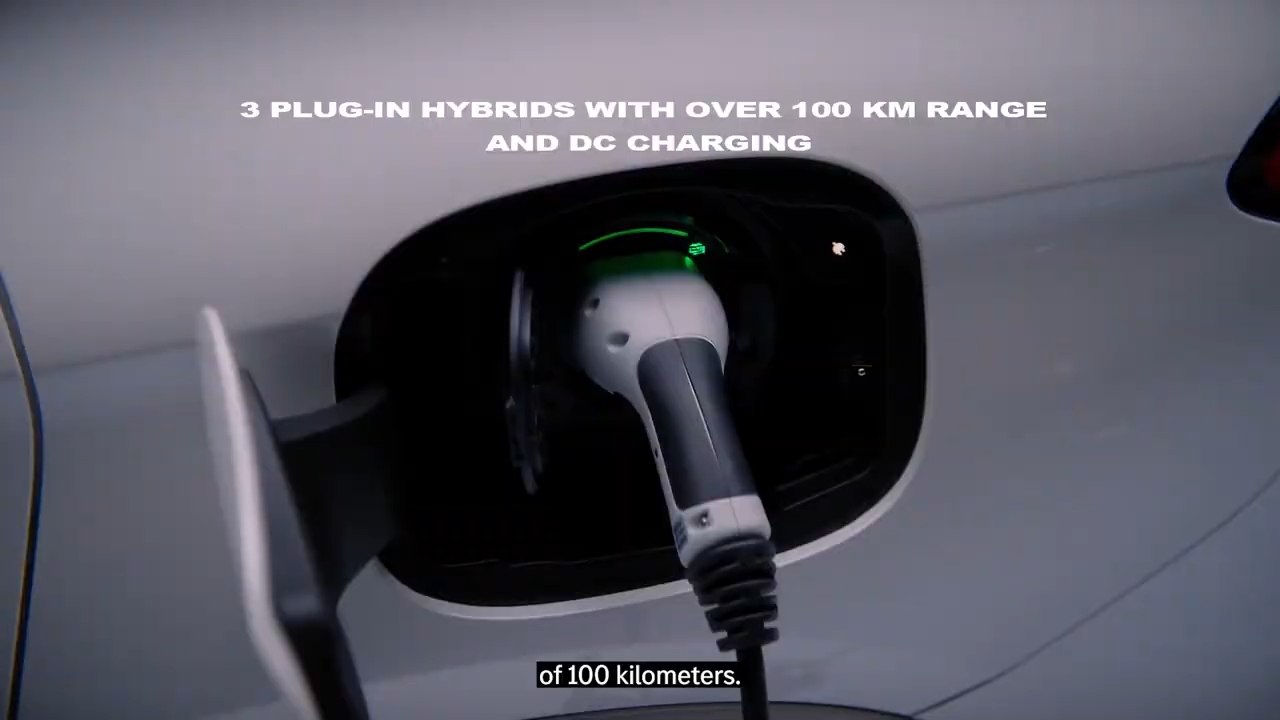 3 PLUG-IN HYBRIDS WITH OVER 100 KM RANGE
AND DC CHARGING
of 100 kilometers.